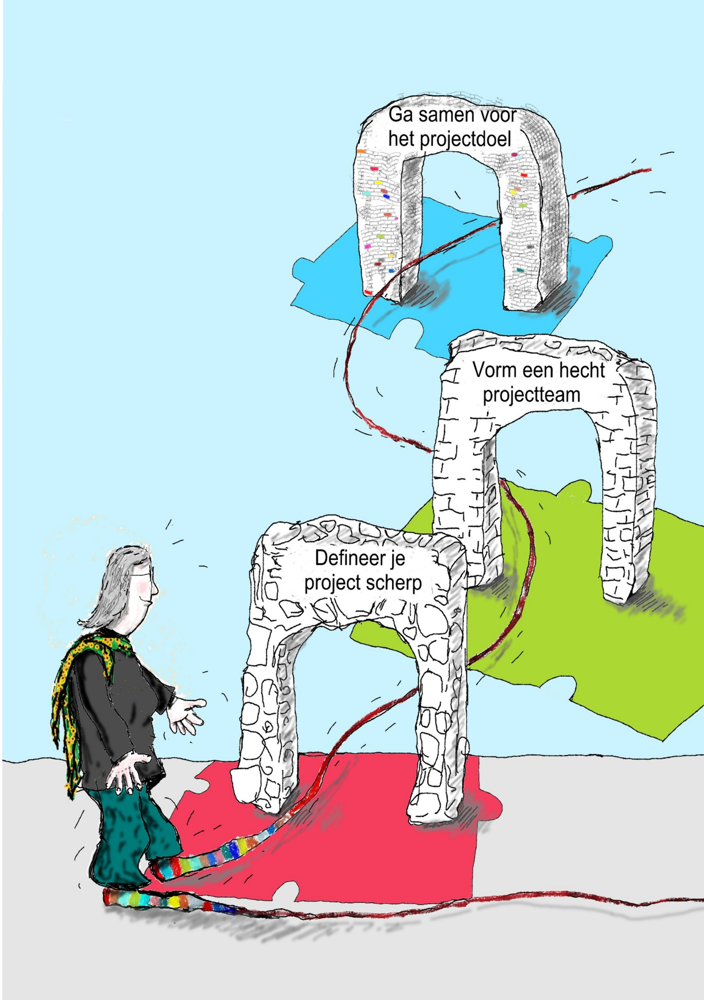 Ga samen voor
het projectdoel
Vorm een hecht
projectteam
Defineer je
project scherp